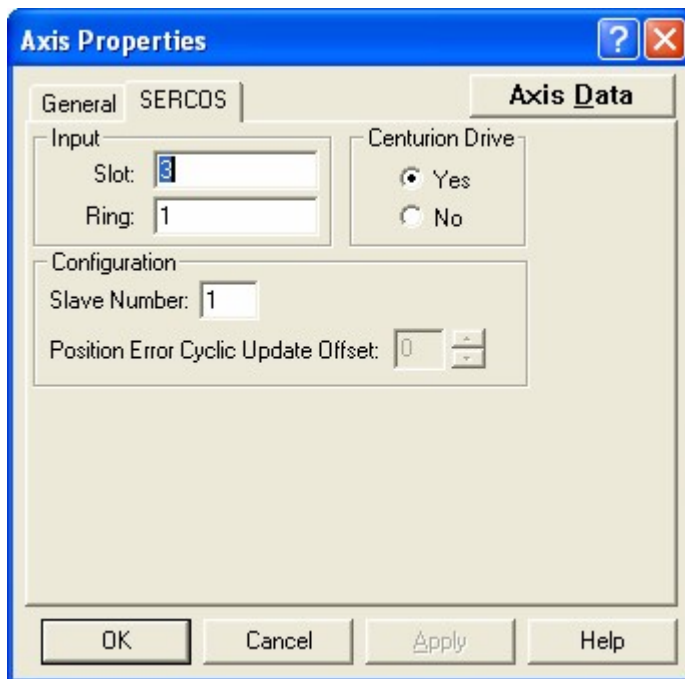 Axis Properties
General SERCOS Axis Data
Input Centurion Drive
Slot: 3 Yes
Ring: 1 No
Configuration
Slave Number: 1
Position Error Cyclic Update Offset: 0
OK Cancel Apply Help